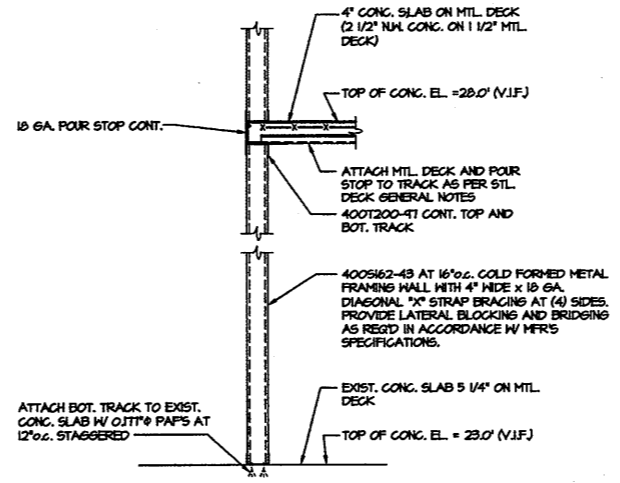 4" CONC. SLAB ON MTL. DECK
(2 1/2" N.W. CONC. ON 1 1/2" MTL.
DECK)
TOP OF CONC. EL. =28.0' (V.I.F.)
18 GA. POUR STOP CONT.
ATTACH MTL. DECK AND POUR
STOP TO TRACK AS PER STL.
DECK GENERAL NOTES
400T200-97 CONT. TOP AND
BOT. TRACK
400S162-43 AT 16"o.c. COLD FORMED METAL
FRAMING WALL WITH 4" WIDE x 18 GA.
DIAGONAL "X" STRAP BRACING AT (4) SIDES.
PROVIDE LATERAL BLOCKING AND BRIDGING
AS REQ'D IN ACCORDANCE W/ MFR'S
SPECIFICATIONS.
EXIST. CONC. SLAB 5 1/4" ON MTL.
DECK
ATTACH BOT. TRACK TO EXIST.
CONC. SLAB W/ 0.177"Φ PAF'S AT
12"o.c. STAGGERED
TOP OF CONC. EL. = 23.0' (V.I.F.)